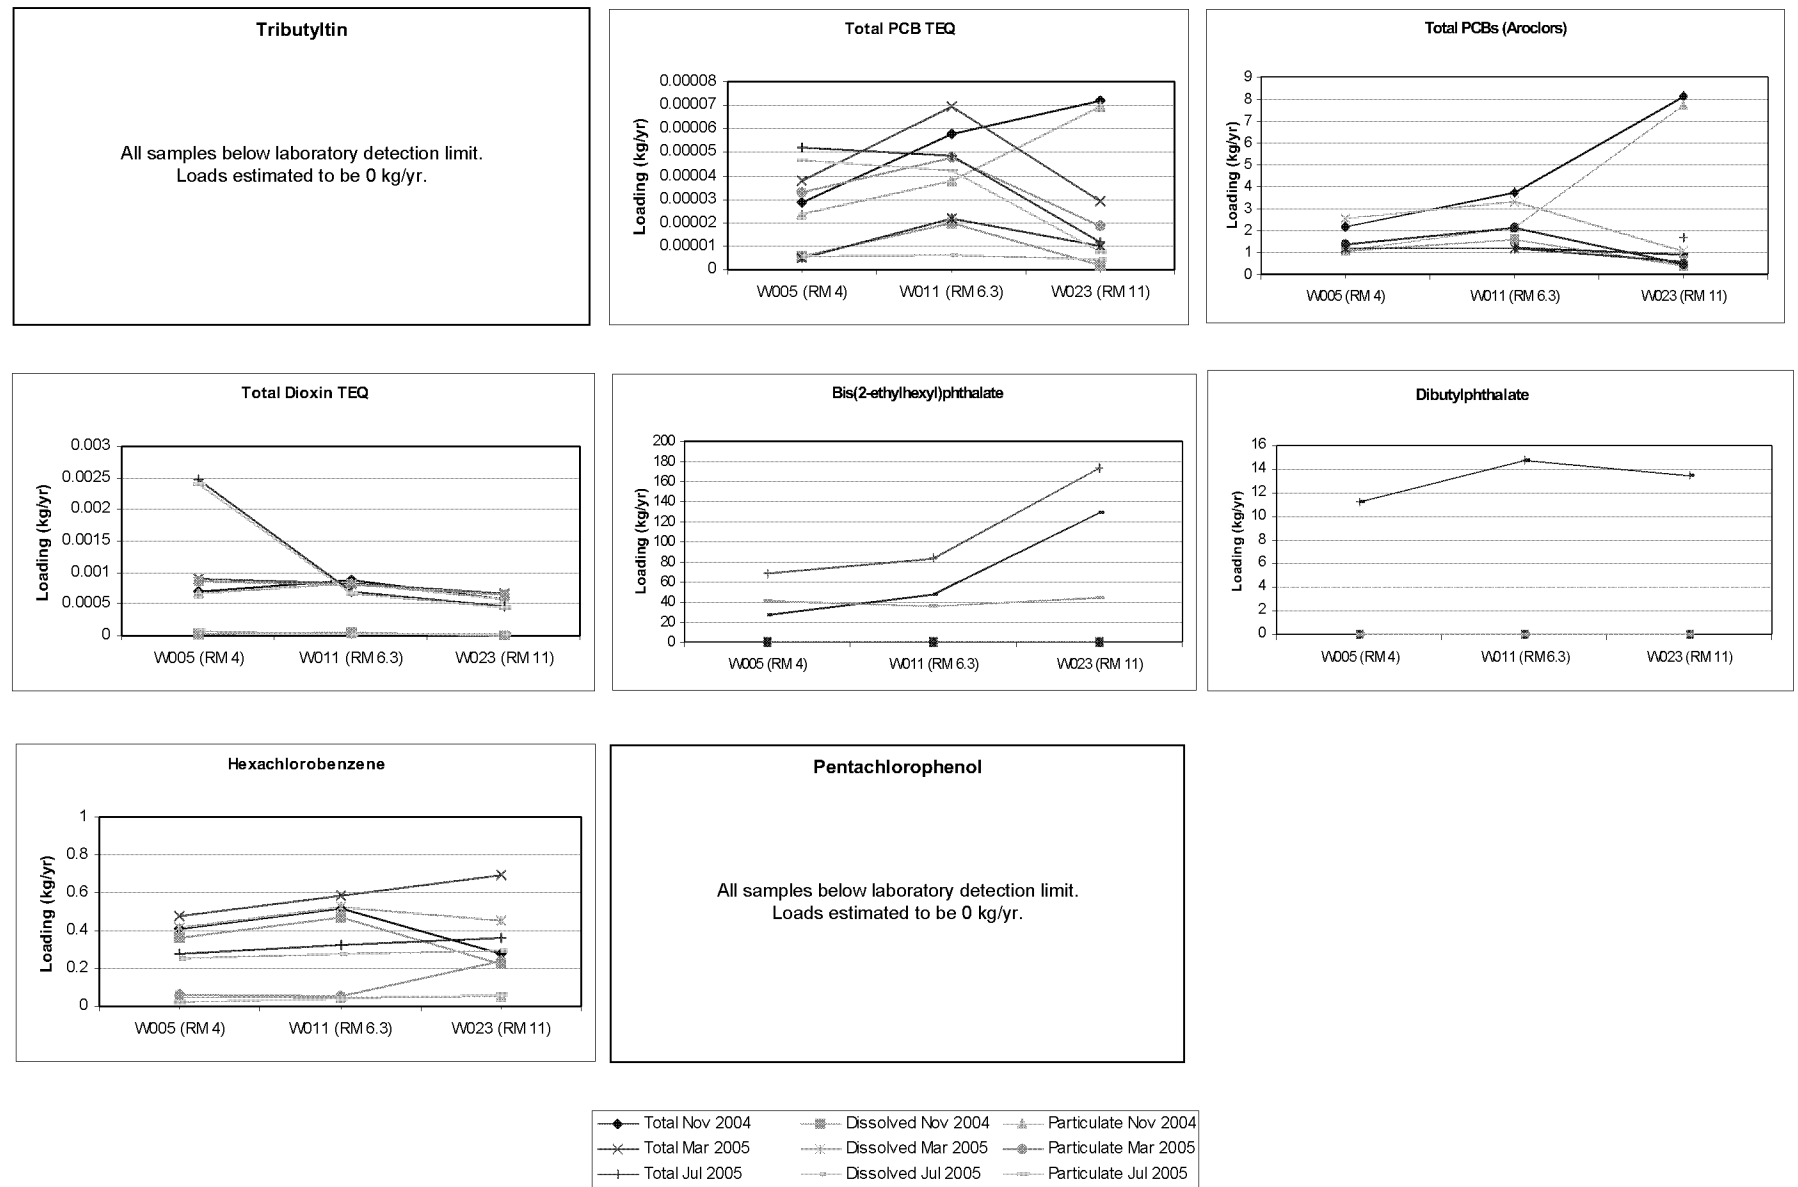 Tributyltin
All samples below laboratory detection limit.
Loads estimated to be 0 kg/yr.
Total PCB TEQ
Loading (kg/yr)
0.00008
0.00007
0.00006
0.00005
0.00004
0.00003
0.00002
0.00001
0
W005 (RM 4) W011 (RM 6.3) W023 (RM 11)
Total PCBs (Aroclors)
Loading (kg/yr)
9
8
7
6
5
4
3
2
1
0
W005 (RM 4) W011 (RM 6.3) W023 (RM 11)
Total Dioxin TEQ
Loading (kg/yr)
0.003
0.0025
0.002
0.0015
0.001
0.0005
0
W005 (RM 4) W011 (RM 6.3) W023 (RM 11)
Bis(2-ethylhexyl)phthalate
Loading (kg/yr)
200
180
160
140
120
100
80
60
40
20
0
W005 (RM 4) W011 (RM 6.3) W023 (RM 11)
Dibutylphthalate
Loading (kg/yr)
16
14
12
10
8
6
4
2
0
W005 (RM 4) W011 (RM 6.3) W023 (RM 11)
Hexachlorobenzene
Loading (kg/yr)
1
0.8
0.6
0.4
0.2
0
W005 (RM 4) W011 (RM 6.3) W023 (RM 11)
Pentachlorophenol
All samples below laboratory detection limit.
Loads estimated to be 0 kg/yr.
Total Nov 2004 Dissolved Nov 2004 Particulate Nov 2004
Total Mar 2005 Dissolved Mar 2005 Particulate Mar 2005
Total Jul 2005 Dissolved Jul 2005 Particulate Jul 2005